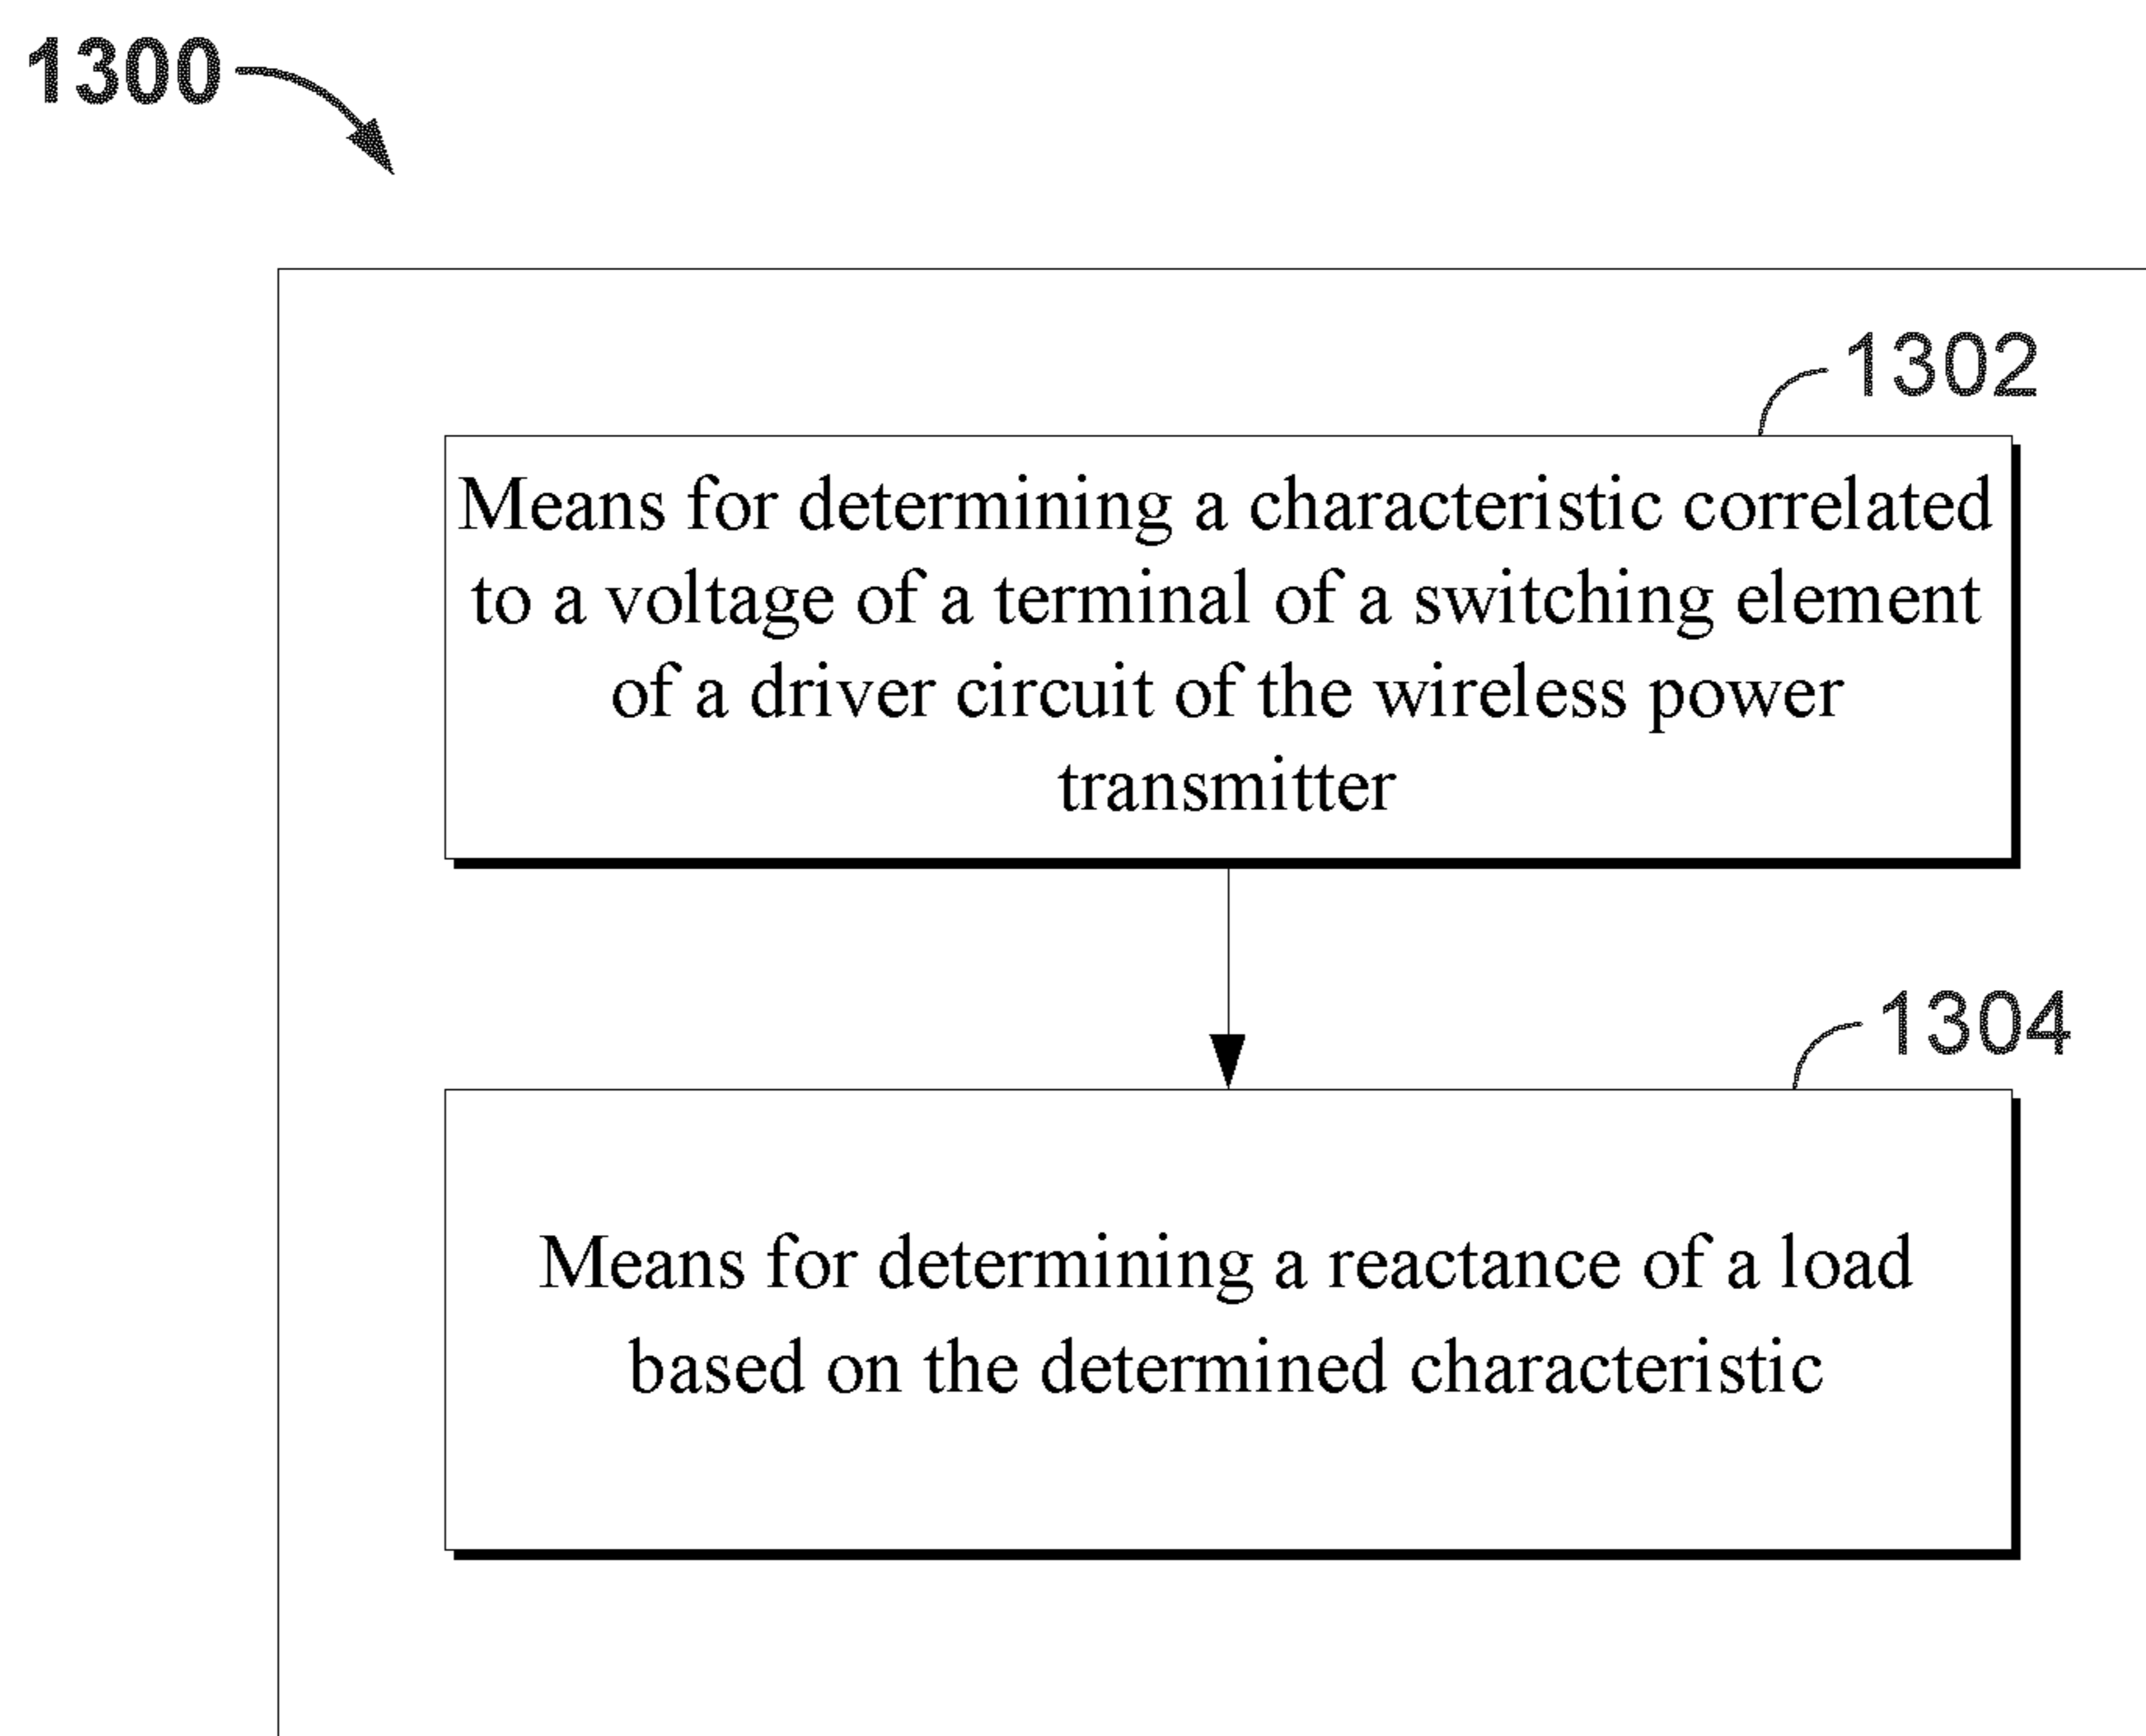 1300
1302
Means for determining a characteristic correlated
to a voltage of a terminal of a switching element
of a driver circuit of the wireless power
transmitter
1304
Means for determining a reactance of a load
based on the determined characteristic